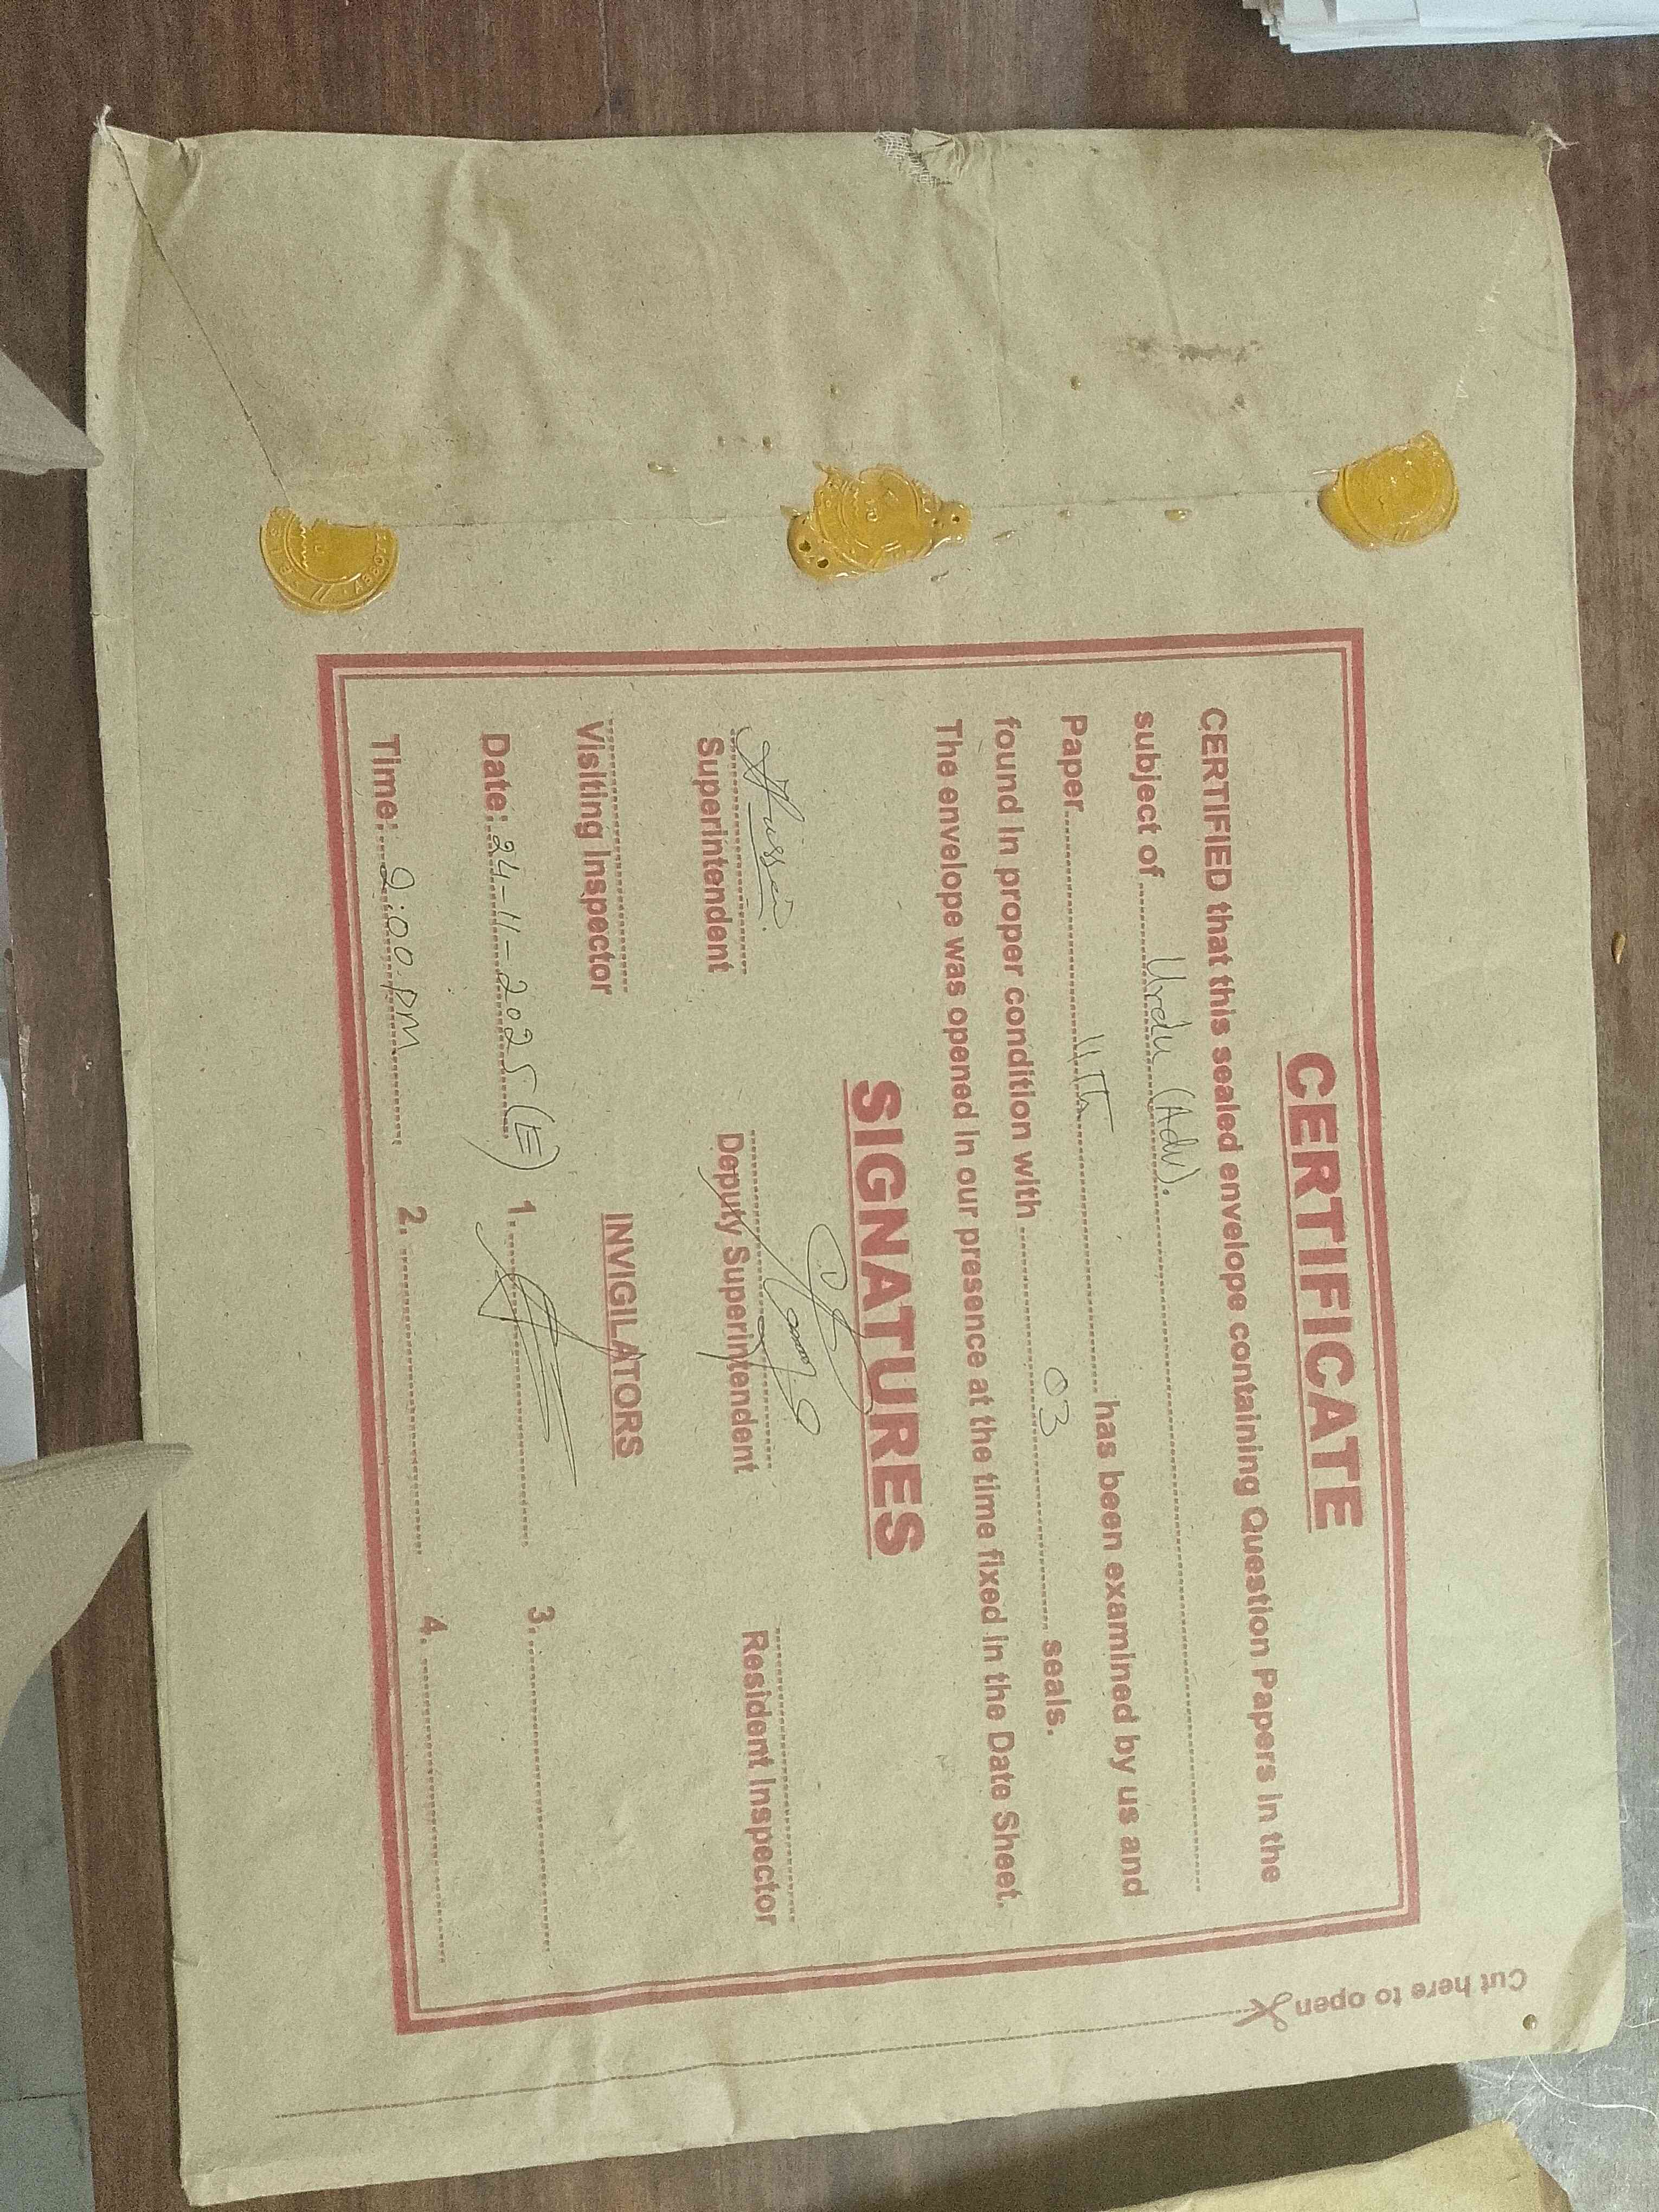 CERTIFICATE
CERTIFIED that this sealed envelope containing Question Papers in the
subject of Urdu (Adv).
Paper 11Th has been examined by us and
found in proper condition with 03 seals.
The envelope was opened in our presence at the time fixed in the Date Sheet.
SIGNATURES
Superintendent Deputy Superintendent Resident Inspector
Visiting Inspector INVIGILATORS
Date: 24-11-2025 (E) 1. 3.
Time: 2:00 PM 2. 4.
Cut here to open